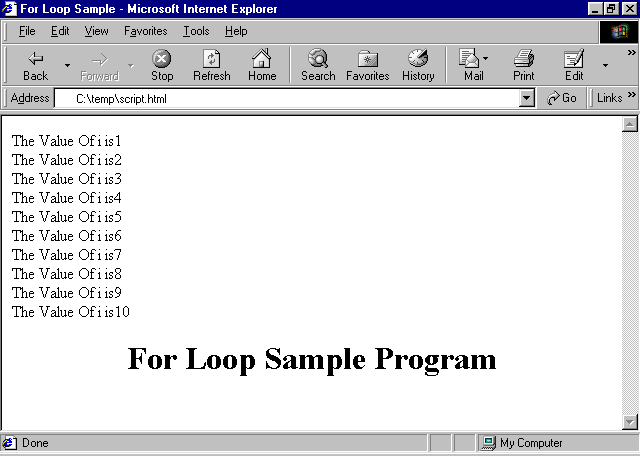 For Loop Sample - Microsoft Internet Explorer
File Edit View Favorites Tools Help
Back Forward Stop Refresh Home Search Favorites History Mail Print Edit »
Address C:\temp\script.html Go Links »
The Value Of i is1
The Value Of i is2
The Value Of i is3
The Value Of i is4
The Value Of i is5
The Value Of i is6
The Value Of i is7
The Value Of i is8
The Value Of i is9
The Value Of i is10
For Loop Sample Program
Done My Computer